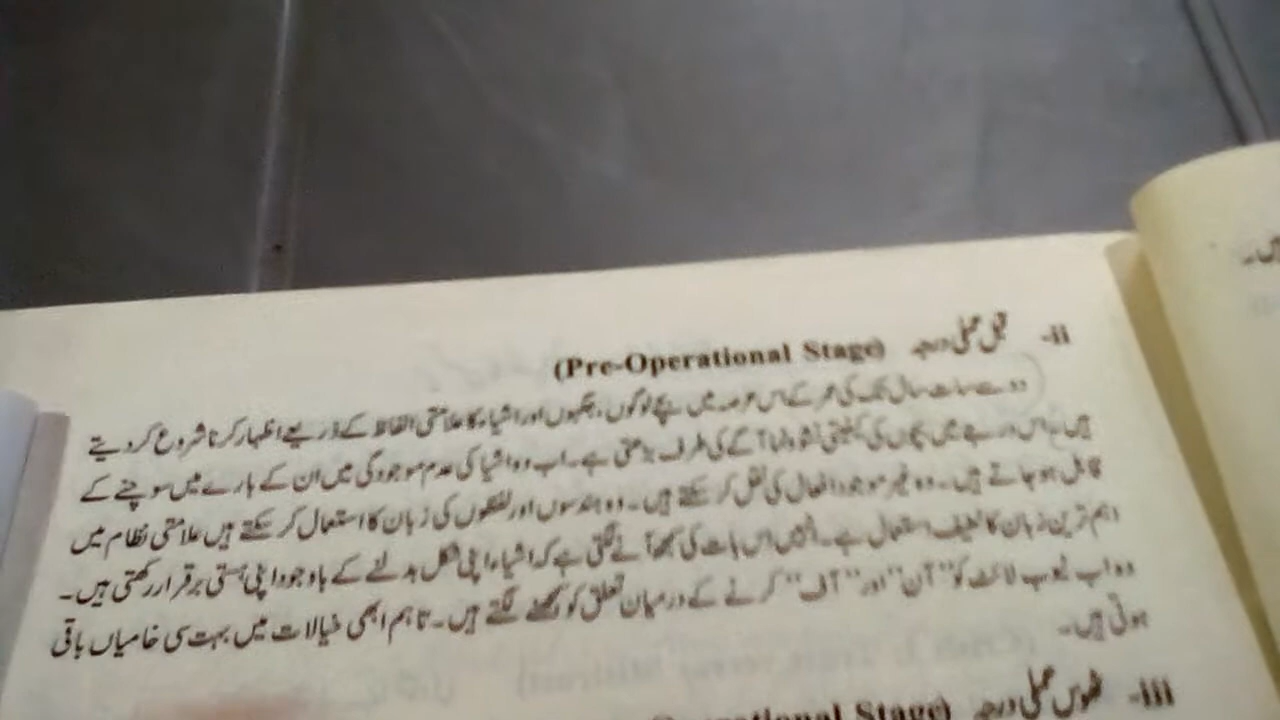 ii- قبل عملی درجہ (Pre-Operational Stage)
دو سے سات سال تک کی عمر کے اس عرصہ میں بچے لوگوں، جگہوں اور اشیاء کا علامتی الفاظ کے ذریعے اظہار کرنا شروع کر دیتے
ہیں۔ اس درجے میں بچوں کی کیفیتی نشوونما آگے کی طرف بڑھتی ہے۔ اب وہ اشیا کی عدم موجودگی میں ان کے بارے میں سوچنے کے
قابل ہو جاتے ہیں۔ وہ غیر موجود افعال کی نقل کر سکتے ہیں۔ وہ ہندسوں اور لفظوں کی زبان کا استعمال کر سکتے ہیں علامتی نظام میں
اہم ترین زبان کا لطیف استعمال ہے۔ انہیں اس بات کی سمجھ آنے لگتی ہے کہ اشیاء اپنی شکل بدلنے کے باوجود اپنی ہستی برقرار رکھتی ہیں۔
وہ اب ٹیوب لائٹ کو "آن" اور "آف" کرنے کے درمیان تعلق کو سمجھنے لگتے ہیں۔ تاہم ابھی خیالات میں بہت سی خامیاں باقی
ہوتی ہیں۔
iii- ٹھوس عملی درجہ Stage)
ہیں۔